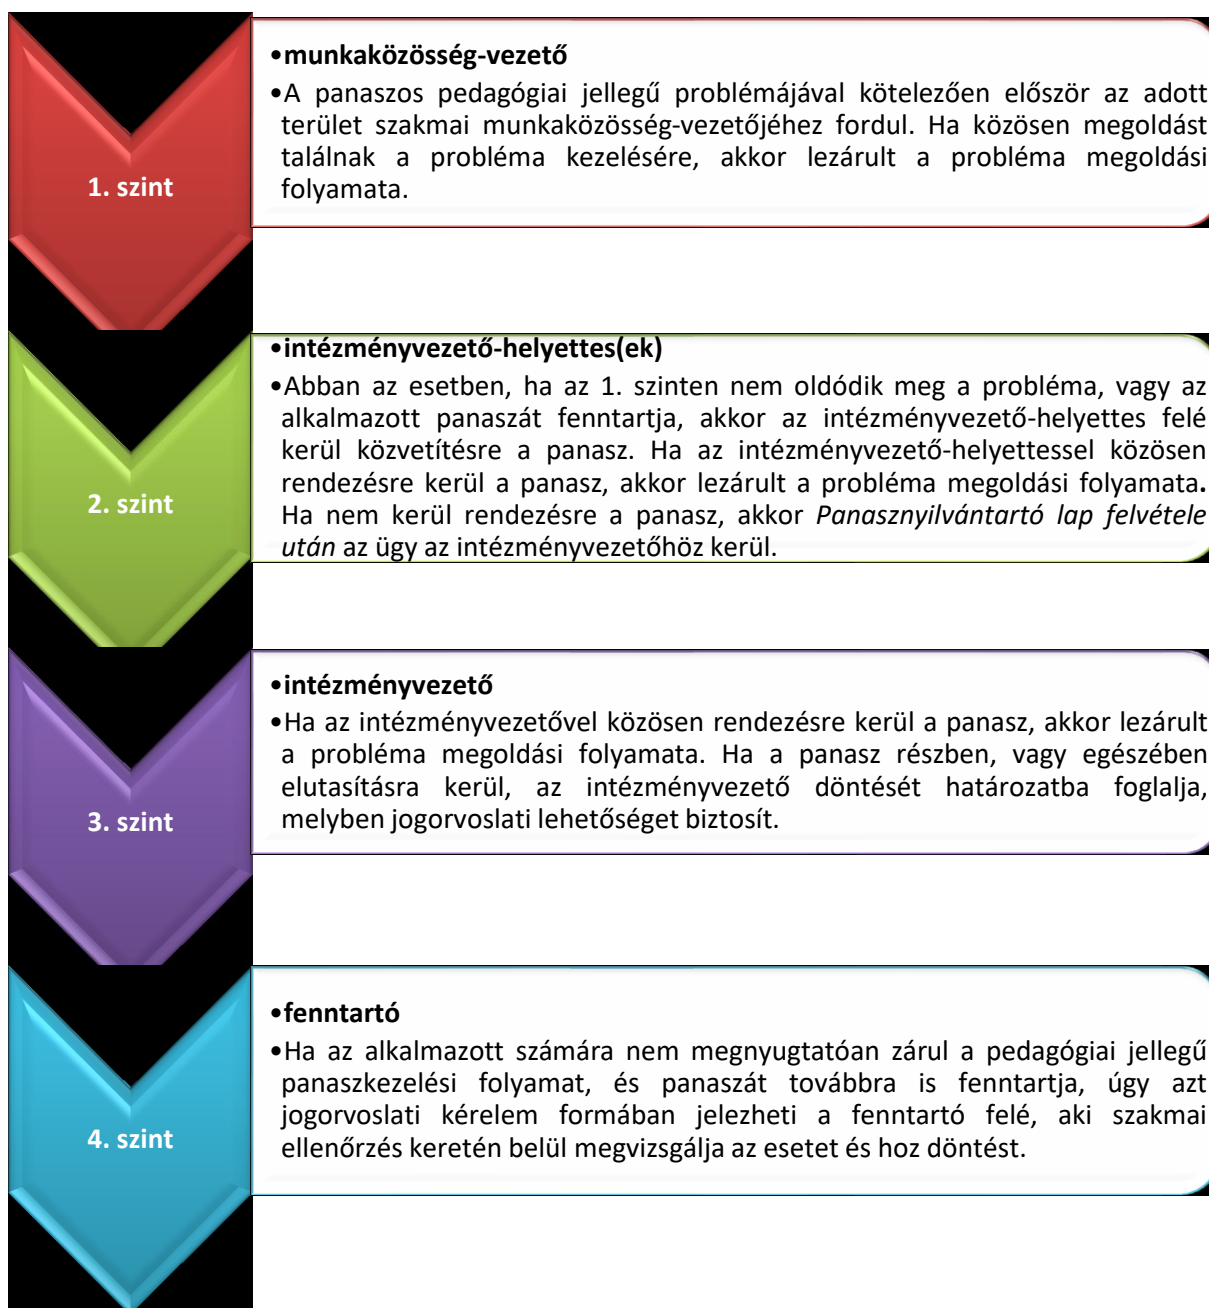 1. szint
•munkaközösség-vezető
•A panaszos pedagógiai jellegű problémájával kötelezően először az adott
terület szakmai munkaközösség-vezetőjéhez fordul. Ha közösen megoldást
találnak a probléma kezelésére, akkor lezárult a probléma megoldási
folyamata.
2. szint
•intézményvezető-helyettes(ek)
•Abban az esetben, ha az 1. szinten nem oldódik meg a probléma, vagy az
alkalmazott panaszát fenntartja, akkor az intézményvezető-helyettes felé
kerül közvetítésre a panasz. Ha az intézményvezető-helyettessel közösen
rendezésre kerül a panasz, akkor lezárult a probléma megoldási folyamata.
Ha nem kerül rendezésre a panasz, akkor Panasznyilvántartó lap felvétele
után az ügy az intézményvezetőhöz kerül.
3. szint
•intézményvezető
•Ha az intézményvezetővel közösen rendezésre kerül a panasz, akkor lezárult
a probléma megoldási folyamata. Ha a panasz részben, vagy egészében
elutasításra kerül, az intézményvezető döntését határozatba foglalja,
melyben jogorvoslati lehetőséget biztosít.
4. szint
•fenntartó
•Ha az alkalmazott számára nem megnyugtatóan zárul a pedagógiai jellegű
panaszkezelési folyamat, és panaszát továbbra is fenntartja, úgy azt
jogorvoslati kérelem formában jelezheti a fenntartó felé, aki szakmai
ellenőrzés keretén belül megvizsgálja az esetet és hoz döntést.